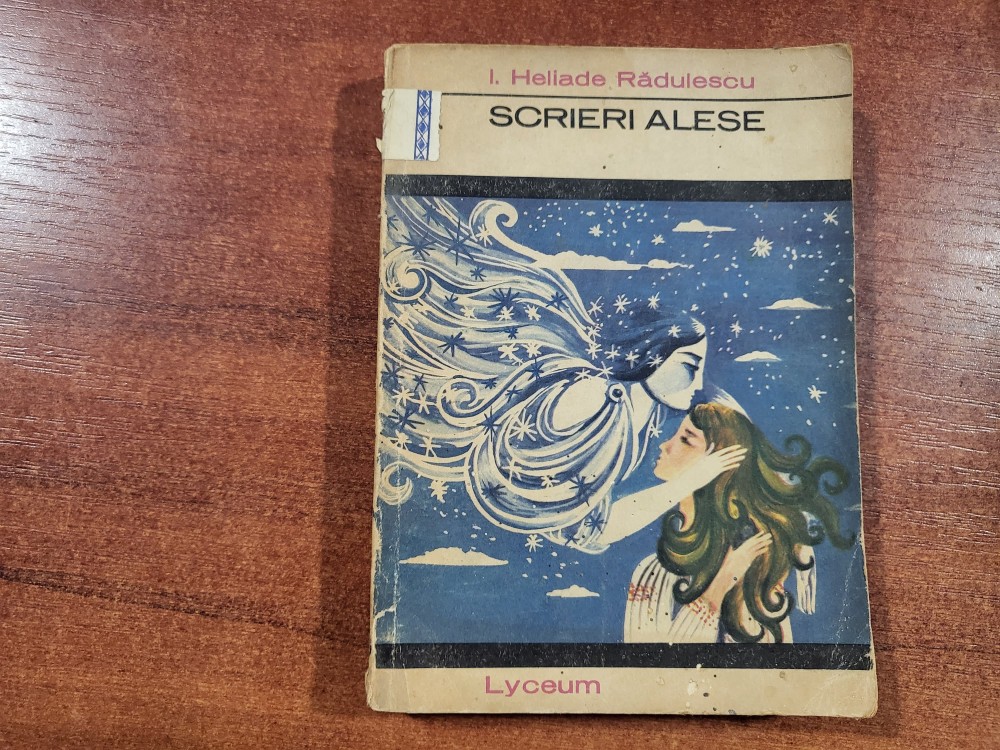 I. Heliade Rădulescu
SCRIERI ALESE
Lyceum